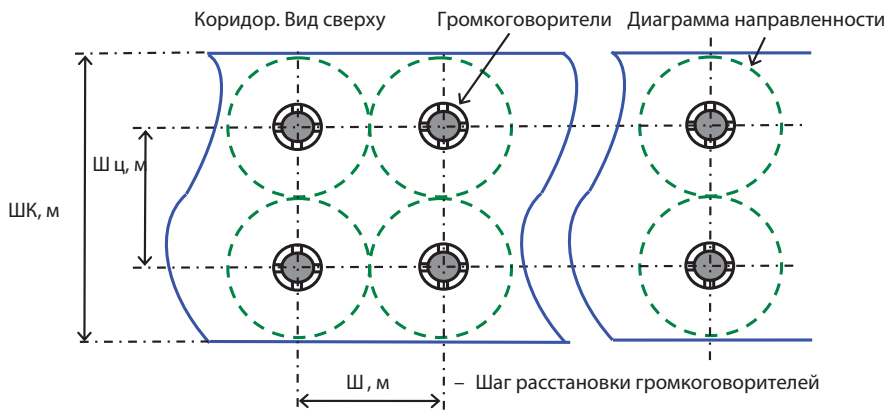 Коридор. Вид сверху
Громкоговорители
Диаграмма направленности
Ш ц, м
ШК, м
Ш , м – Шаг расстановки громкоговорителей